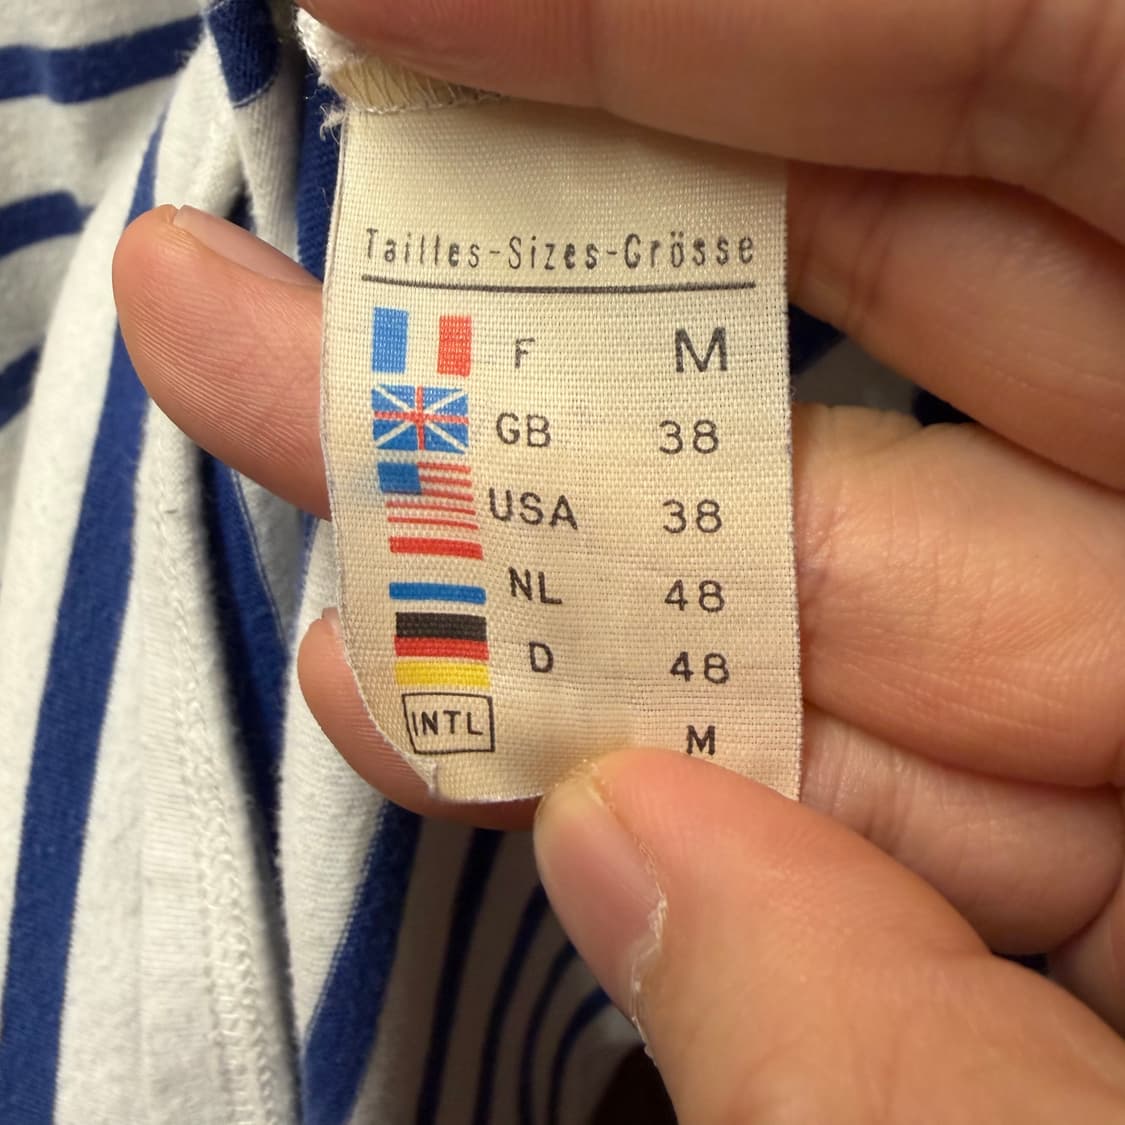 Tailles-Sizes-Grösse
F M
GB 38
USA 38
NL 48
D 48
INTL M